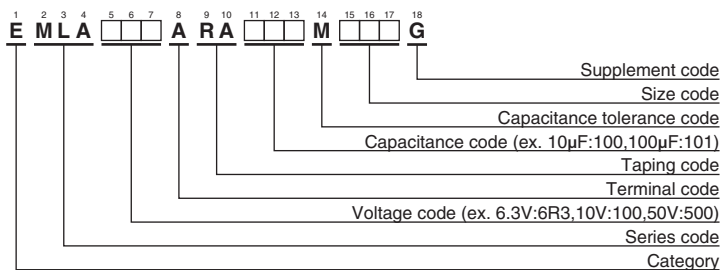 1 2 3 4 5 6 7 8 9 10 11 12 13 14 15 16 17 18
E M L A A R A M G
Supplement code
Size code
Capacitance tolerance code
Capacitance code (ex. 10μF:100,100μF:101)
Taping code
Terminal code
Voltage code (ex. 6.3V:6R3,10V:100,50V:500)
Series code
Category